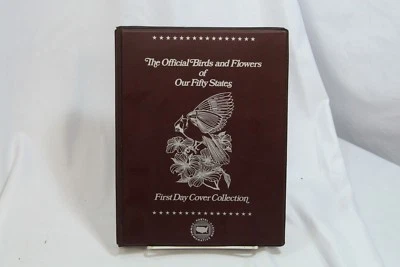 The Official Birds and Flowers
of
Our Fifty States
First Day Cover Collection